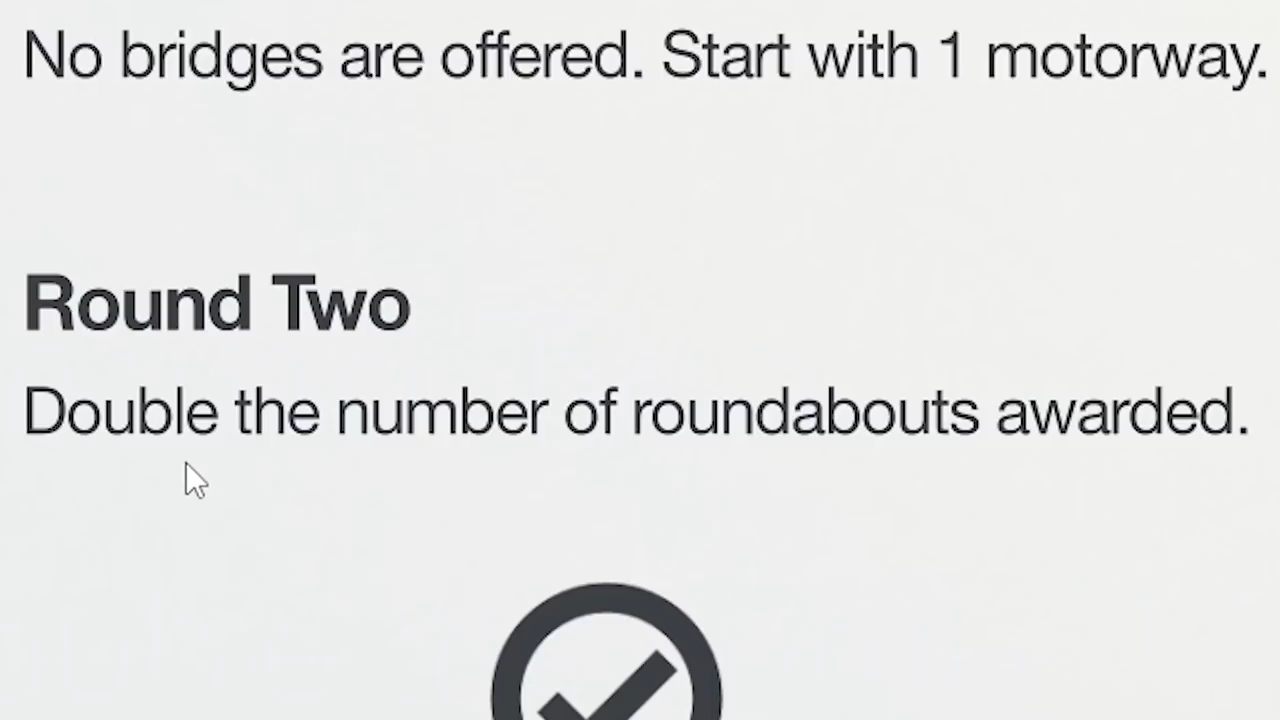 No bridges are offered. Start with 1 motorway.
Round Two
Double the number of roundabouts awarded.